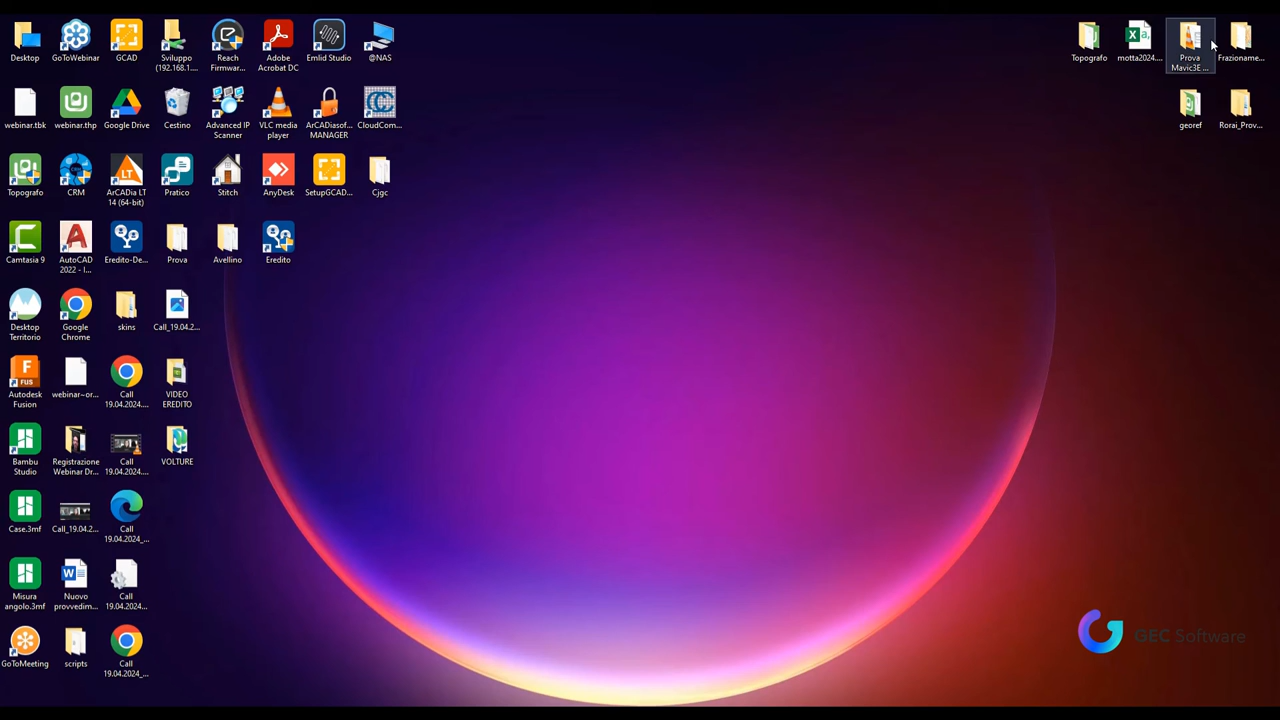 Desktop
GoToWebinar
GCAD
Sviluppo
(192.168.1....
Reach
Firmwar...
Adobe
Acrobat DC
Emlid Studio
@NAS
Topografo
motta2024....
Prova
Mavic3E ...
Frazioname...
webinar.tbk
webinar.thp
Google Drive
Cestino
Advanced IP
Scanner
VLC media
player
ArCADiasof...
MANAGER
CloudCom...
georef
Rorai_Prov...
Topografo
CRM
ArCADia LT
14 (64-bit)
Pratico
Stitch
AnyDesk
SetupGCAD...
Cjgc
Camtasia 9
AutoCAD
2022 - I...
Eredito-De...
Prova
Avellino
Eredito
Desktop
Territorio
Google
Chrome
skins
Call_19.04.2...
Autodesk
Fusion
webinar~or...
Call
19.04.2024....
VIDEO
EREDITO
Bambu
Studio
Registrazione
Webinar Dr...
Call
19.04.2024....
VOLTURE
Case.3mf
Call_19.04.2...
Call
19.04.2024_...
Misura
angolo.3mf
Nuovo
provvedim...
Call
19.04.2024...
GoToMeeting
scripts
Call
19.04.2024_...
GEC Software